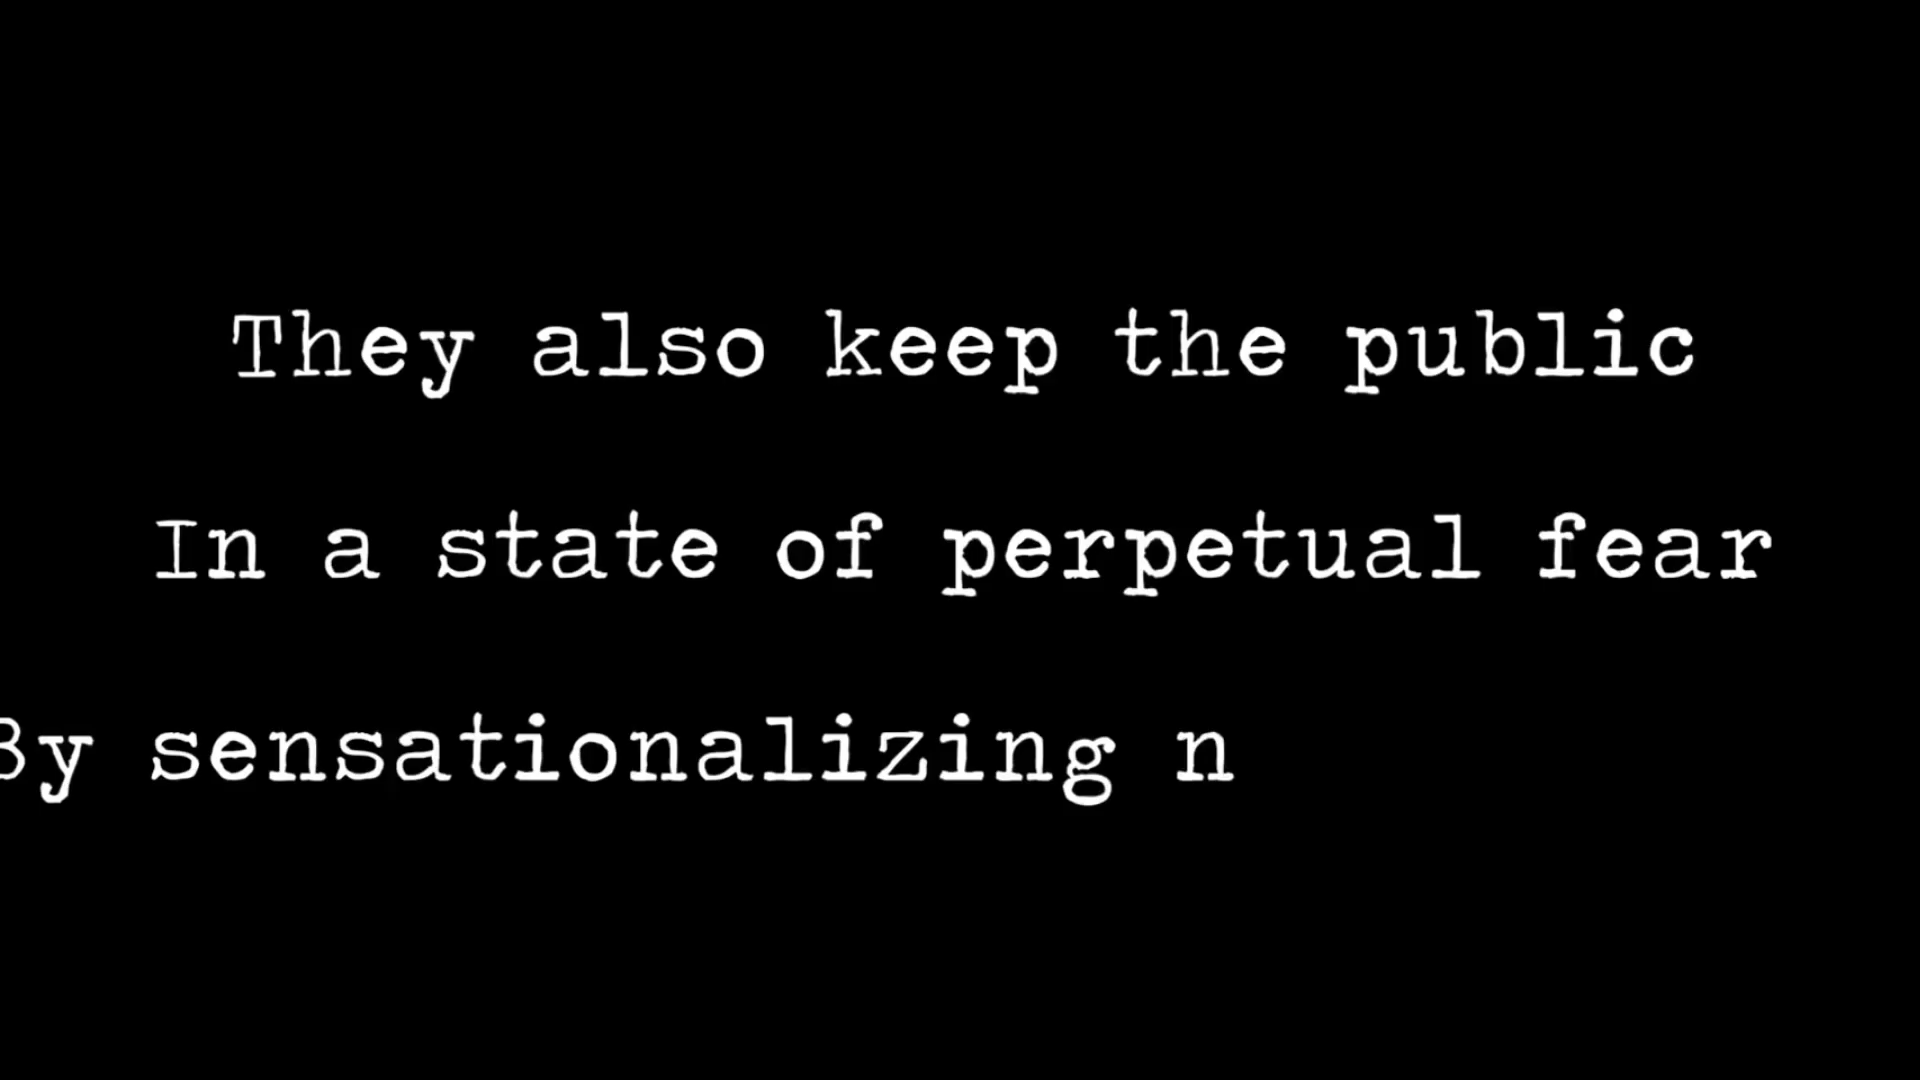 They also keep the public
In a state of perpetual fear
By sensationalizing n